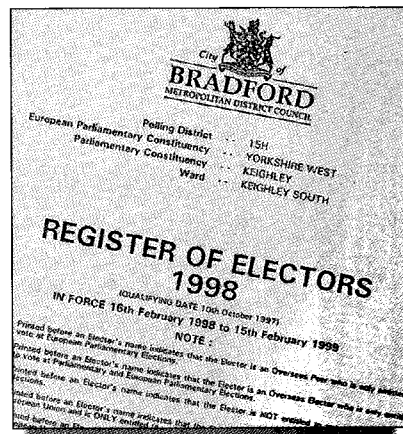 City of
BRADFORD
METROPOLITAN DISTRICT COUNCIL
Polling District .. 15H
European Parliamentary Constituency .. YORKSHIRE WEST
Parliamentary Constituency .. KEIGHLEY
Ward .. KEIGHLEY SOUTH
REGISTER OF ELECTORS
1998
(QUALIFYING DATE 10th October 1997)
IN FORCE 16th February 1998 to 15th February 1999
NOTE :
Printed before an Elector's name indicates that the Elector is an Overseas Peer who is only
vote at European Parliamentary Elections.
Printed before an Elector's name indicates that the Elector is an Overseas Elector who is only
to vote at Parliamentary and European Parliamentary Elections.
Printed before an Elector's name indicates that the Elector is NOT entitled to
Elections.
before an Elector's name indicates that the
Union and is ONLY entitled
before an Elector's